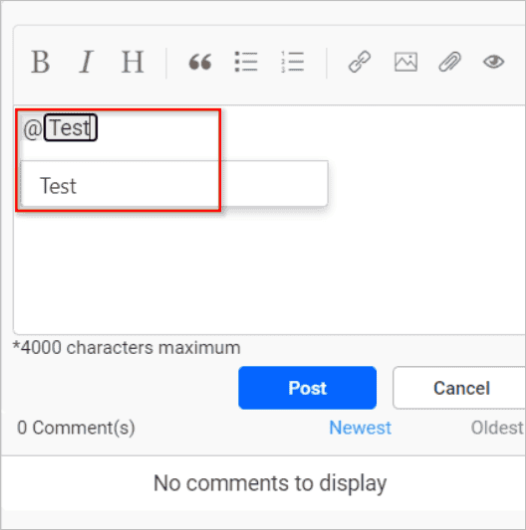 B I H
@Test
Test
*4000 characters maximum
Post Cancel
0 Comment(s) Newest Oldest
No comments to display